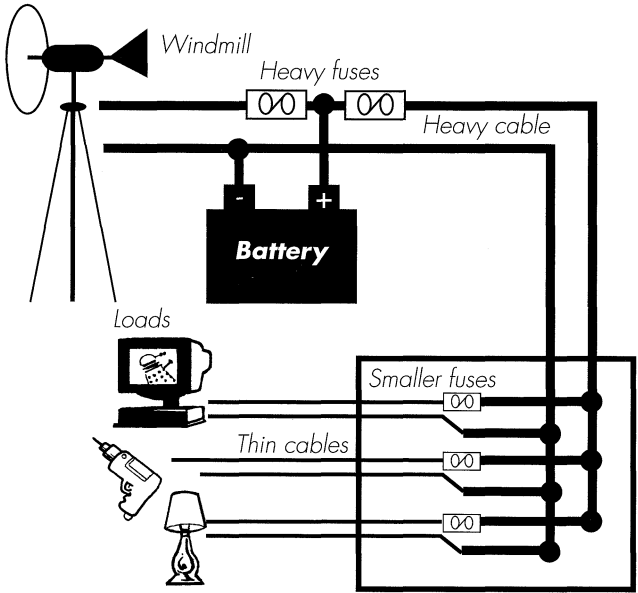 Windmill
Heavy fuses
Heavy cable
- +
Battery
Loads
Smaller fuses
Thin cables